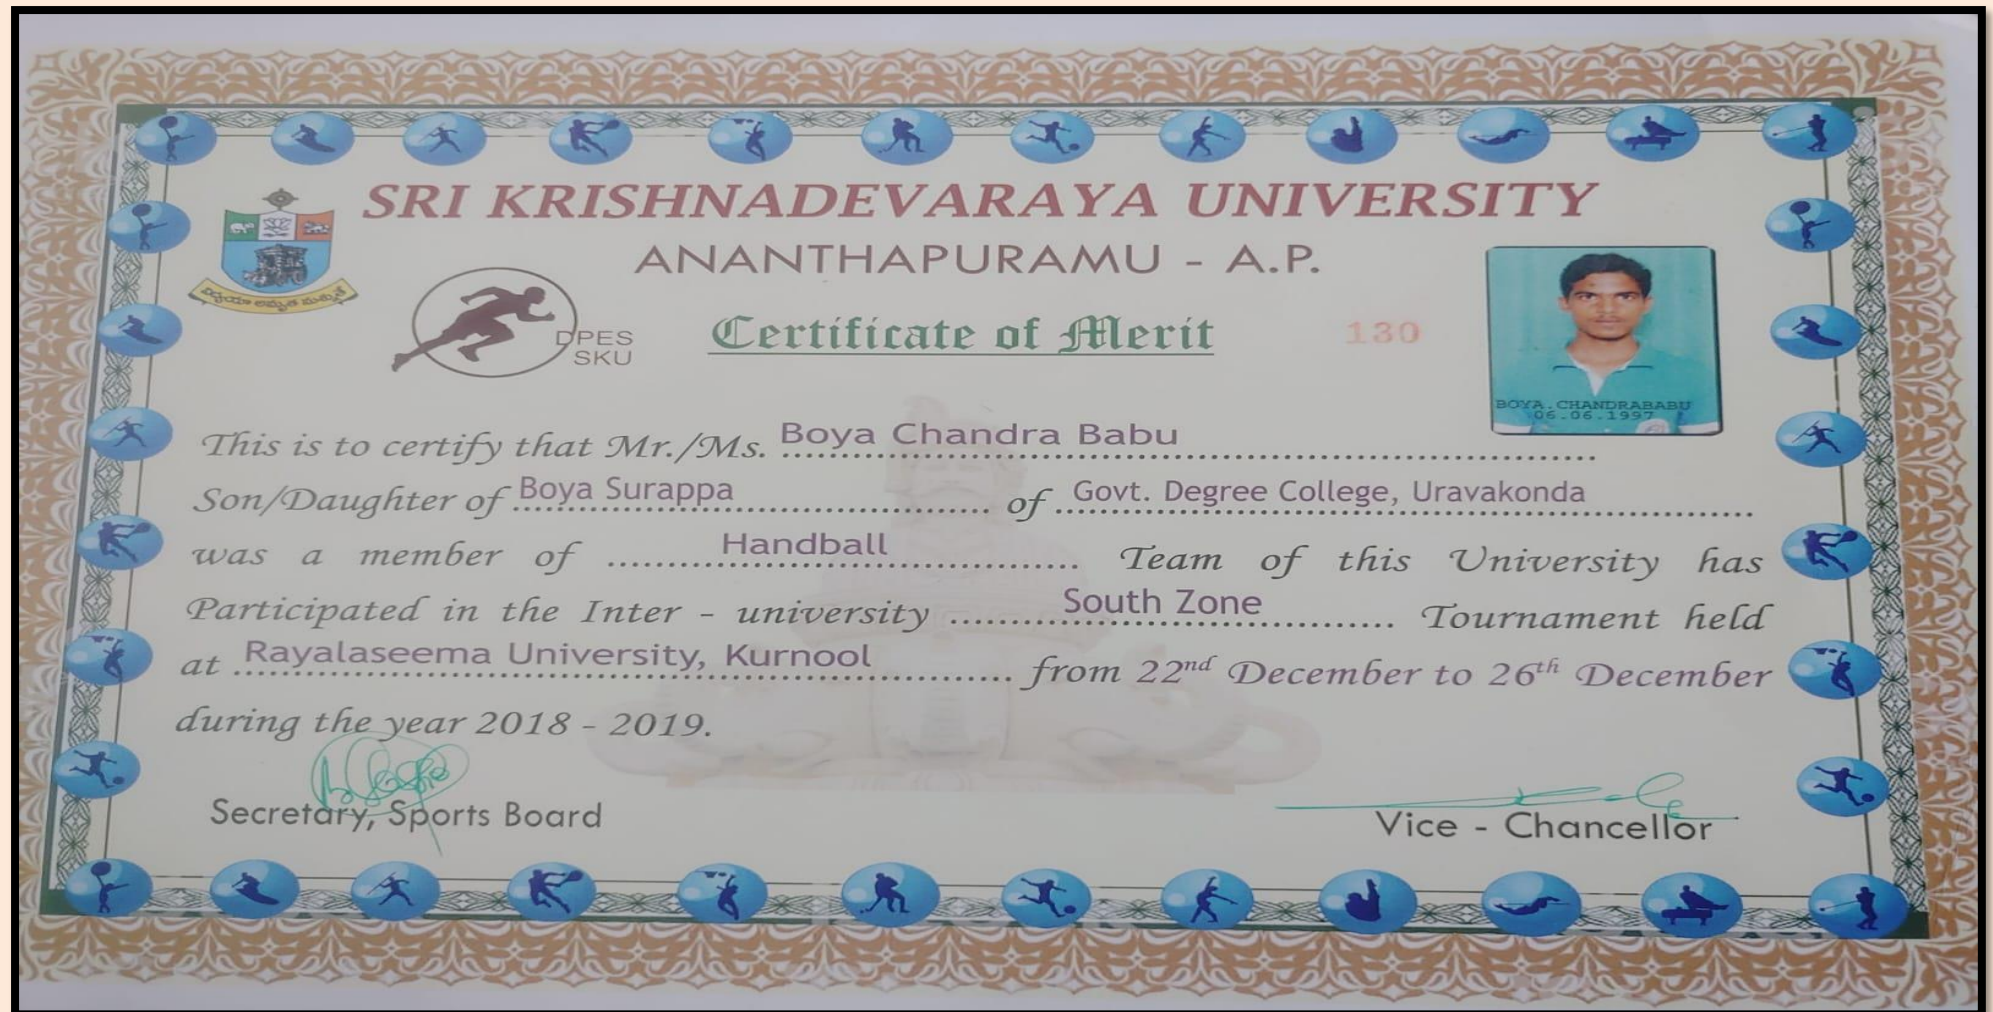 SRI KRISHNADEVARAYA UNIVERSITY
ANANTHAPURAMU - A.P.
విద్యయా అమృత మశ్నుతే
DPES
SKU
Certificate of Merit
130
BOYA.CHANDRABABU
06.06.1997
This is to certify that Mr./Ms. Boya Chandra Babu
Son/Daughter of Boya Surappa of Govt. Degree College, Uravakonda
was a member of Handball Team of this University has
Participated in the Inter - university South Zone Tournament held
at Rayalaseema University, Kurnool from 22nd December to 26th December
during the year 2018 - 2019.
Secretary, Sports Board
Vice - Chancellor